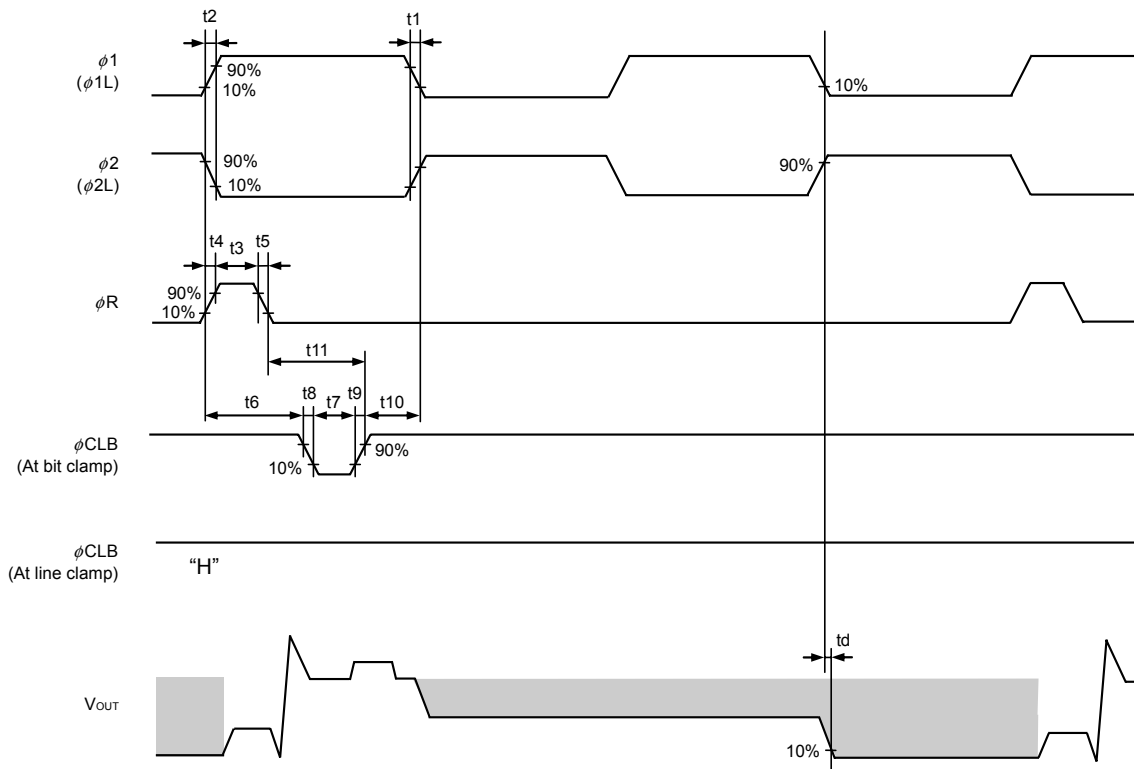 t2
t1
ϕ1
(ϕ1L)
90%
10%
10%
ϕ2
(ϕ2L)
90%
10%
90%
t4
t3
t5
ϕR
90%
10%
t11
t6
t8
t7
t9
t10
ϕCLB
(At bit clamp)
10%
90%
ϕCLB
(At line clamp)
“H”
td
VOUT
10%